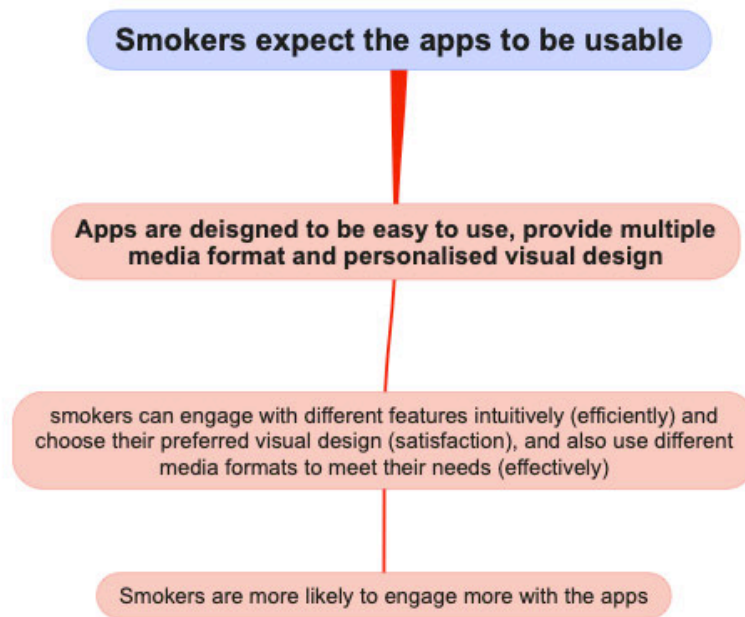 Smokers expect the apps to be usable
Apps are deisgned to be easy to use, provide multiple
media format and personalised visual design
smokers can engage with different features intuitively (efficiently) and
choose their preferred visual design (satisfaction), and also use different
media formats to meet their needs (effectively)
Smokers are more likely to engage more with the apps